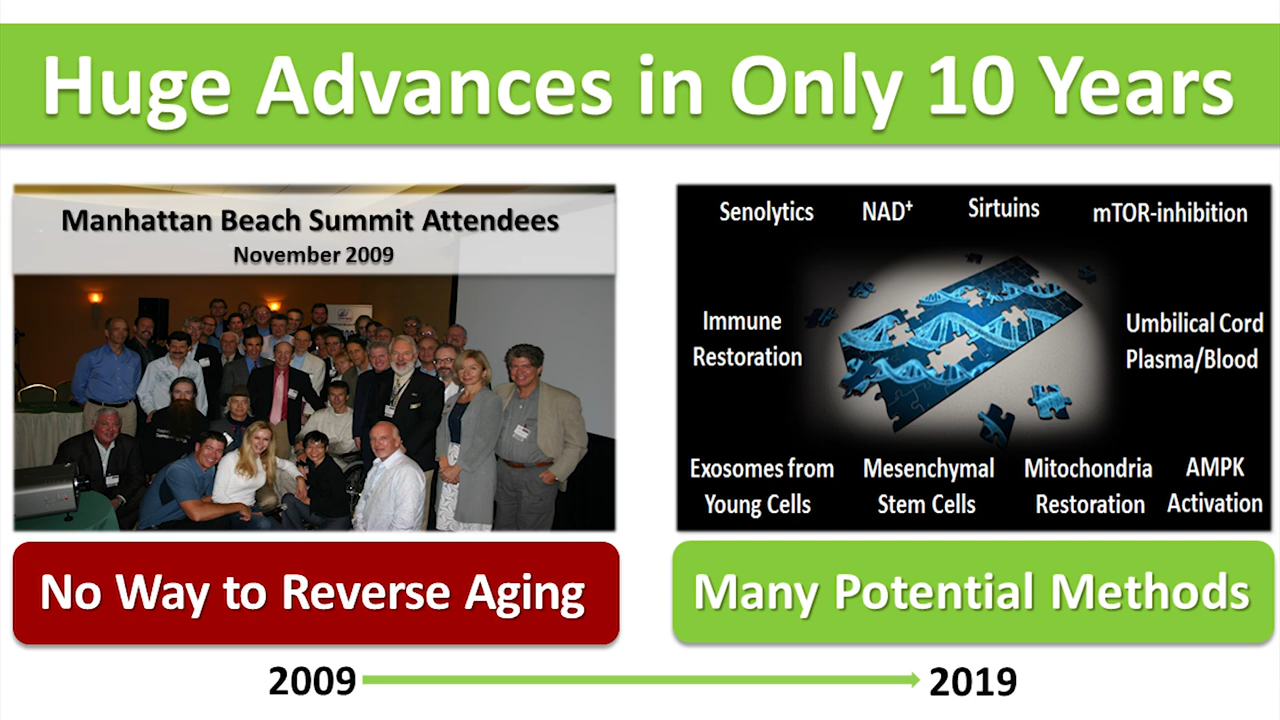 Huge Advances in Only 10 Years
Manhattan Beach Summit Attendees
November 2009
No Way to Reverse Aging
Senolytics
NAD+
Sirtuins
mTOR-inhibition
Immune
Restoration
Umbilical Cord
Plasma/Blood
Exosomes from
Young Cells
Mesenchymal
Stem Cells
Mitochondria
Restoration
AMPK
Activation
Many Potential Methods
2009
2019